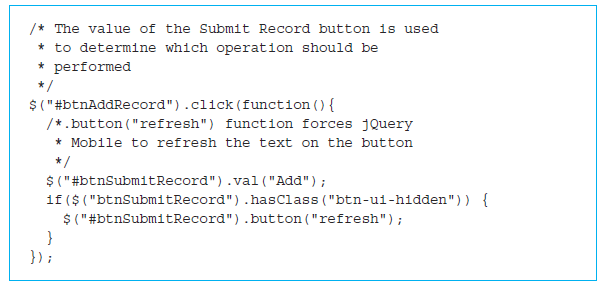 /* The value of the Submit Record button is used
 * to determine which operation should be
 * performed
 */
$("#btnAddRecord").click(function(){
  /*.button("refresh") function forces jQuery
   * Mobile to refresh the text on the button
   */
  $("#btnSubmitRecord").val("Add");
  if($("btnSubmitRecord").hasClass("btn-ui-hidden")) {
    $("#btnSubmitRecord").button("refresh");
  }
});